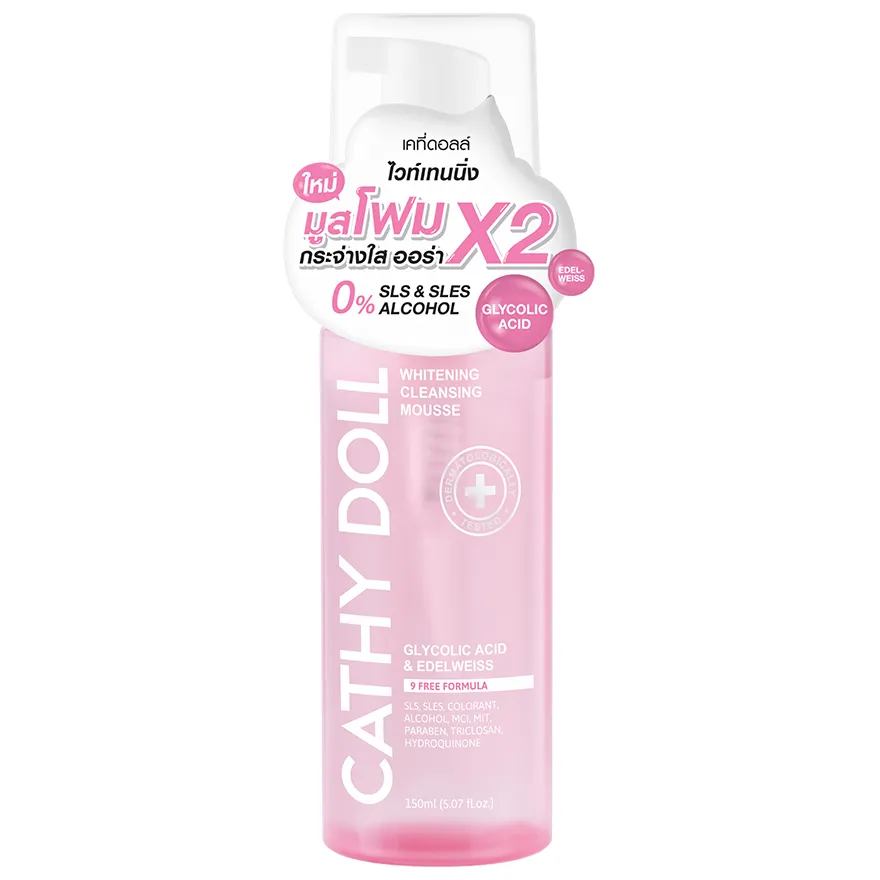 เคที่ดอลล์
ไวท์เทนนิ่ง
ใหม่
มูสโฟม X2
กระจ่างใส ออร่า
EDEL-
WEISS
0% SLS & SLES
ALCOHOL
GLYCOLIC
ACID
CATHY DOLL
WHITENING
CLEANSING
MOUSSE
DERMATOLOGICALLY
TESTED
GLYCOLIC ACID
& EDELWEISS
9 FREE FORMULA
SLS, SLES, COLORANT,
ALCOHOL, MCI, MIT,
PARABEN, TRICLOSAN,
HYDROQUINONE
150ml (5.07 fl.oz.)